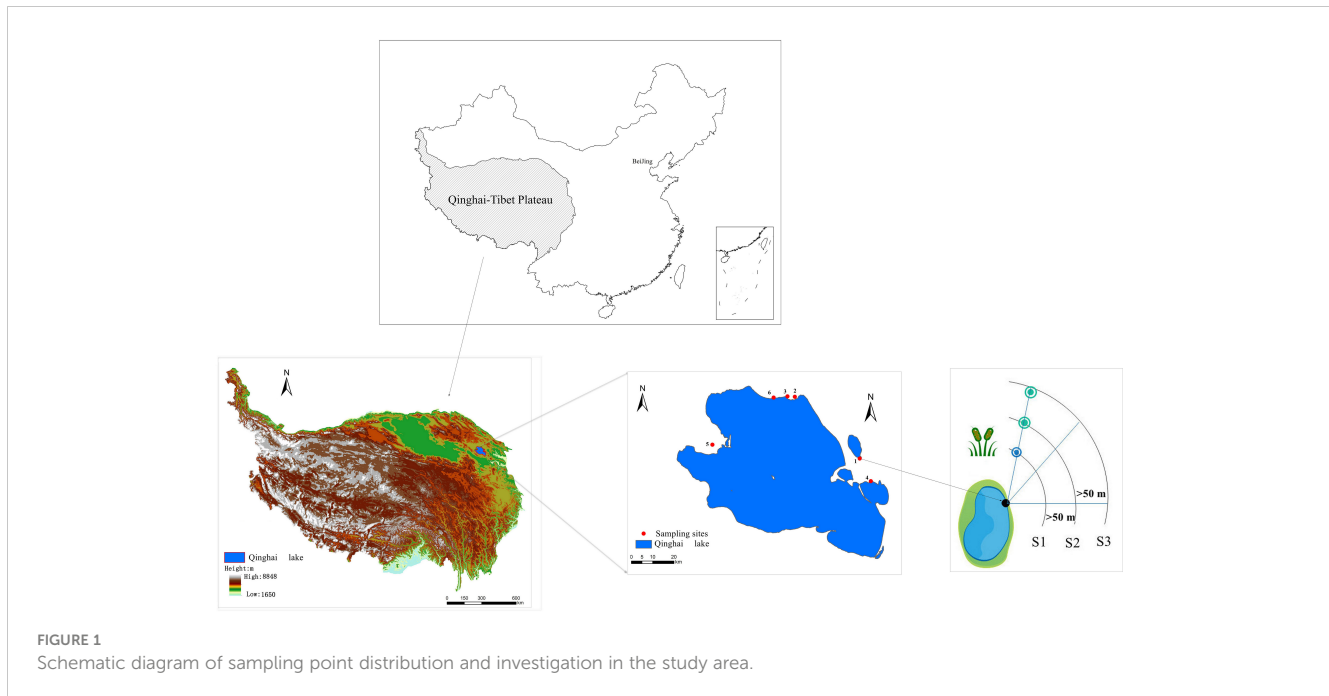 BeiJing
Qinghai-Tibet Plateau
N
Qinghai lake
Height:m
High:8848
Low:1650
0 150 300 600
km
N
N
6 3 2
5
1
4
Sampling sites
Qinghai lake
0 5 10 20
km
>50 m
>50 m
S1 S2 S3
FIGURE 1
Schematic diagram of sampling point distribution and investigation in the study area.